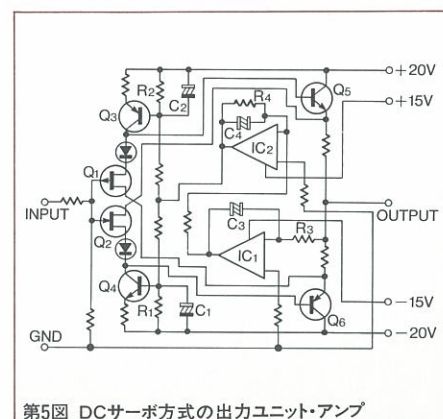 R2
C2
Q3
Q5
+20V
+15V
R4
C4
IC2
Q1
INPUT
OUTPUT
C3
R3
Q2
IC1
Q4
R1
C1
Q6
−15V
−20V
GND
第5図 DCサーボ方式の出力ユニット・アンプ